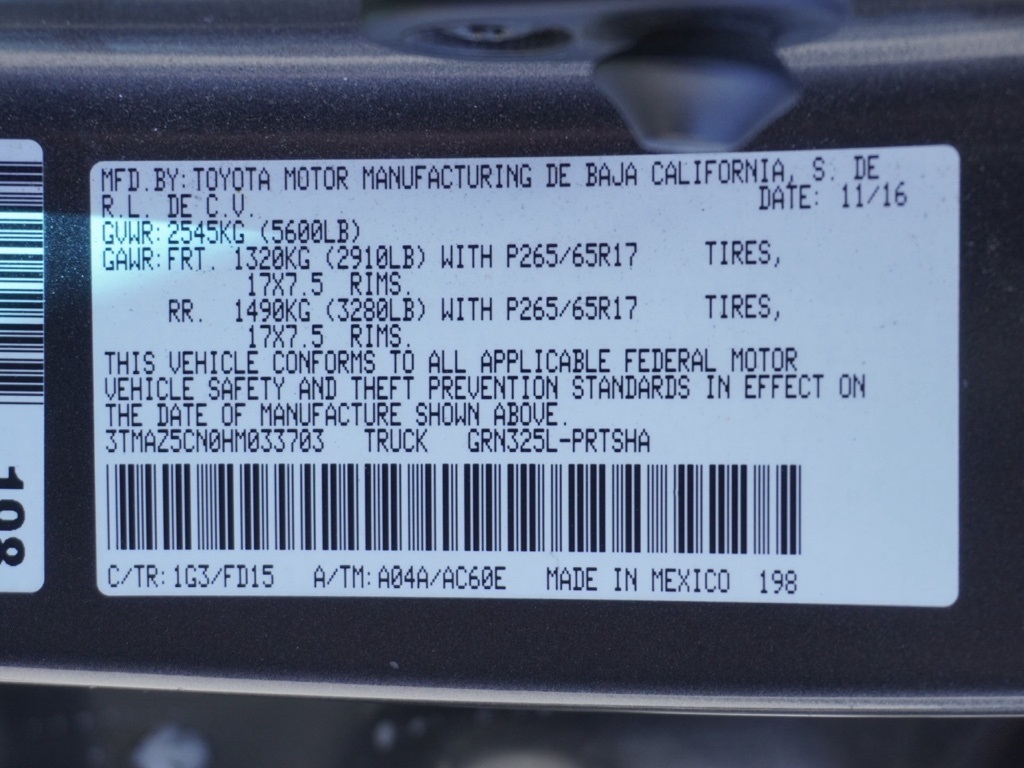 MFD.BY:TOYOTA MOTOR MANUFACTURING DE BAJA CALIFORNIA, S. DE
R.L. DE C.V. DATE: 11/16
GVWR:2545KG (5600LB)
GAWR:FRT. 1320KG (2910LB) WITH P265/65R17 TIRES,
17X7.5 RIMS.
RR. 1490KG (3280LB) WITH P265/65R17 TIRES,
17X7.5 RIMS.
THIS VEHICLE CONFORMS TO ALL APPLICABLE FEDERAL MOTOR
VEHICLE SAFETY AND THEFT PREVENTION STANDARDS IN EFFECT ON
THE DATE OF MANUFACTURE SHOWN ABOVE.
3TMAZ5CN0HM033703 TRUCK GRN325L-PRTSHA
C/TR:1G3/FD15 A/TM:A04A/AC60E MADE IN MEXICO 198